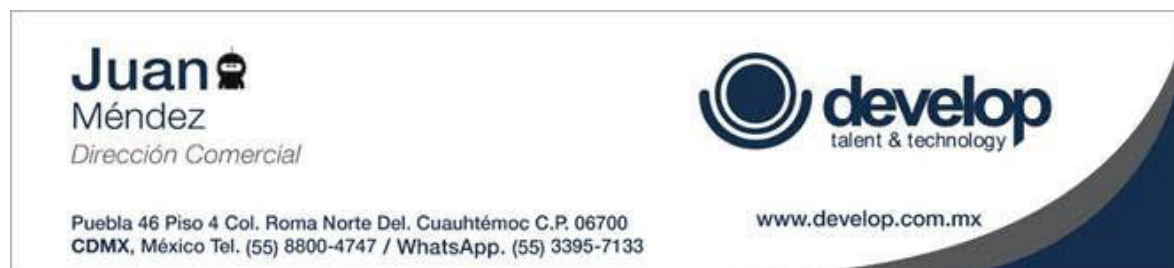 Juan
Méndez
Dirección Comercial
Puebla 46 Piso 4 Col. Roma Norte Del. Cuauhtémoc C.P. 06700
CDMX, México Tel. (55) 8800-4747 / WhatsApp. (55) 3395-7133
develop
talent & technology
www.develop.com.mx